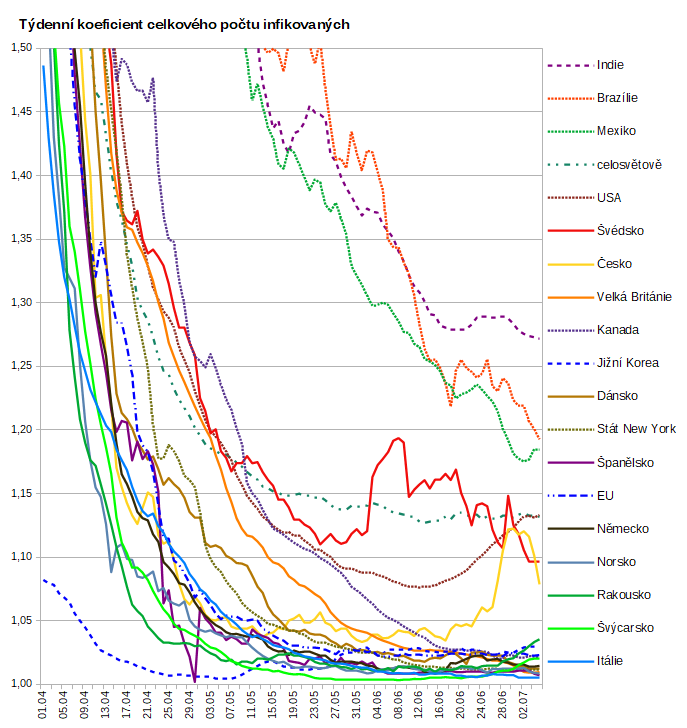 Týdenní koeficient celkového počtu infikovaných
1,50
1,45
1,40
1,35
1,30
1,25
1,20
1,15
1,10
1,05
1,00
01.04
05.04
09.04
13.04
17.04
21.04
25.04
29.04
03.05
07.05
11.05
15.05
19.05
23.05
27.05
31.05
04.06
08.06
12.06
16.06
20.06
24.06
28.06
02.07
Indie
Brazílie
Mexiko
celosvětově
USA
Švédsko
Česko
Velká Británie
Kanada
Jižní Korea
Dánsko
Stát New York
Španělsko
EU
Německo
Norsko
Rakousko
Švýcarsko
Itálie